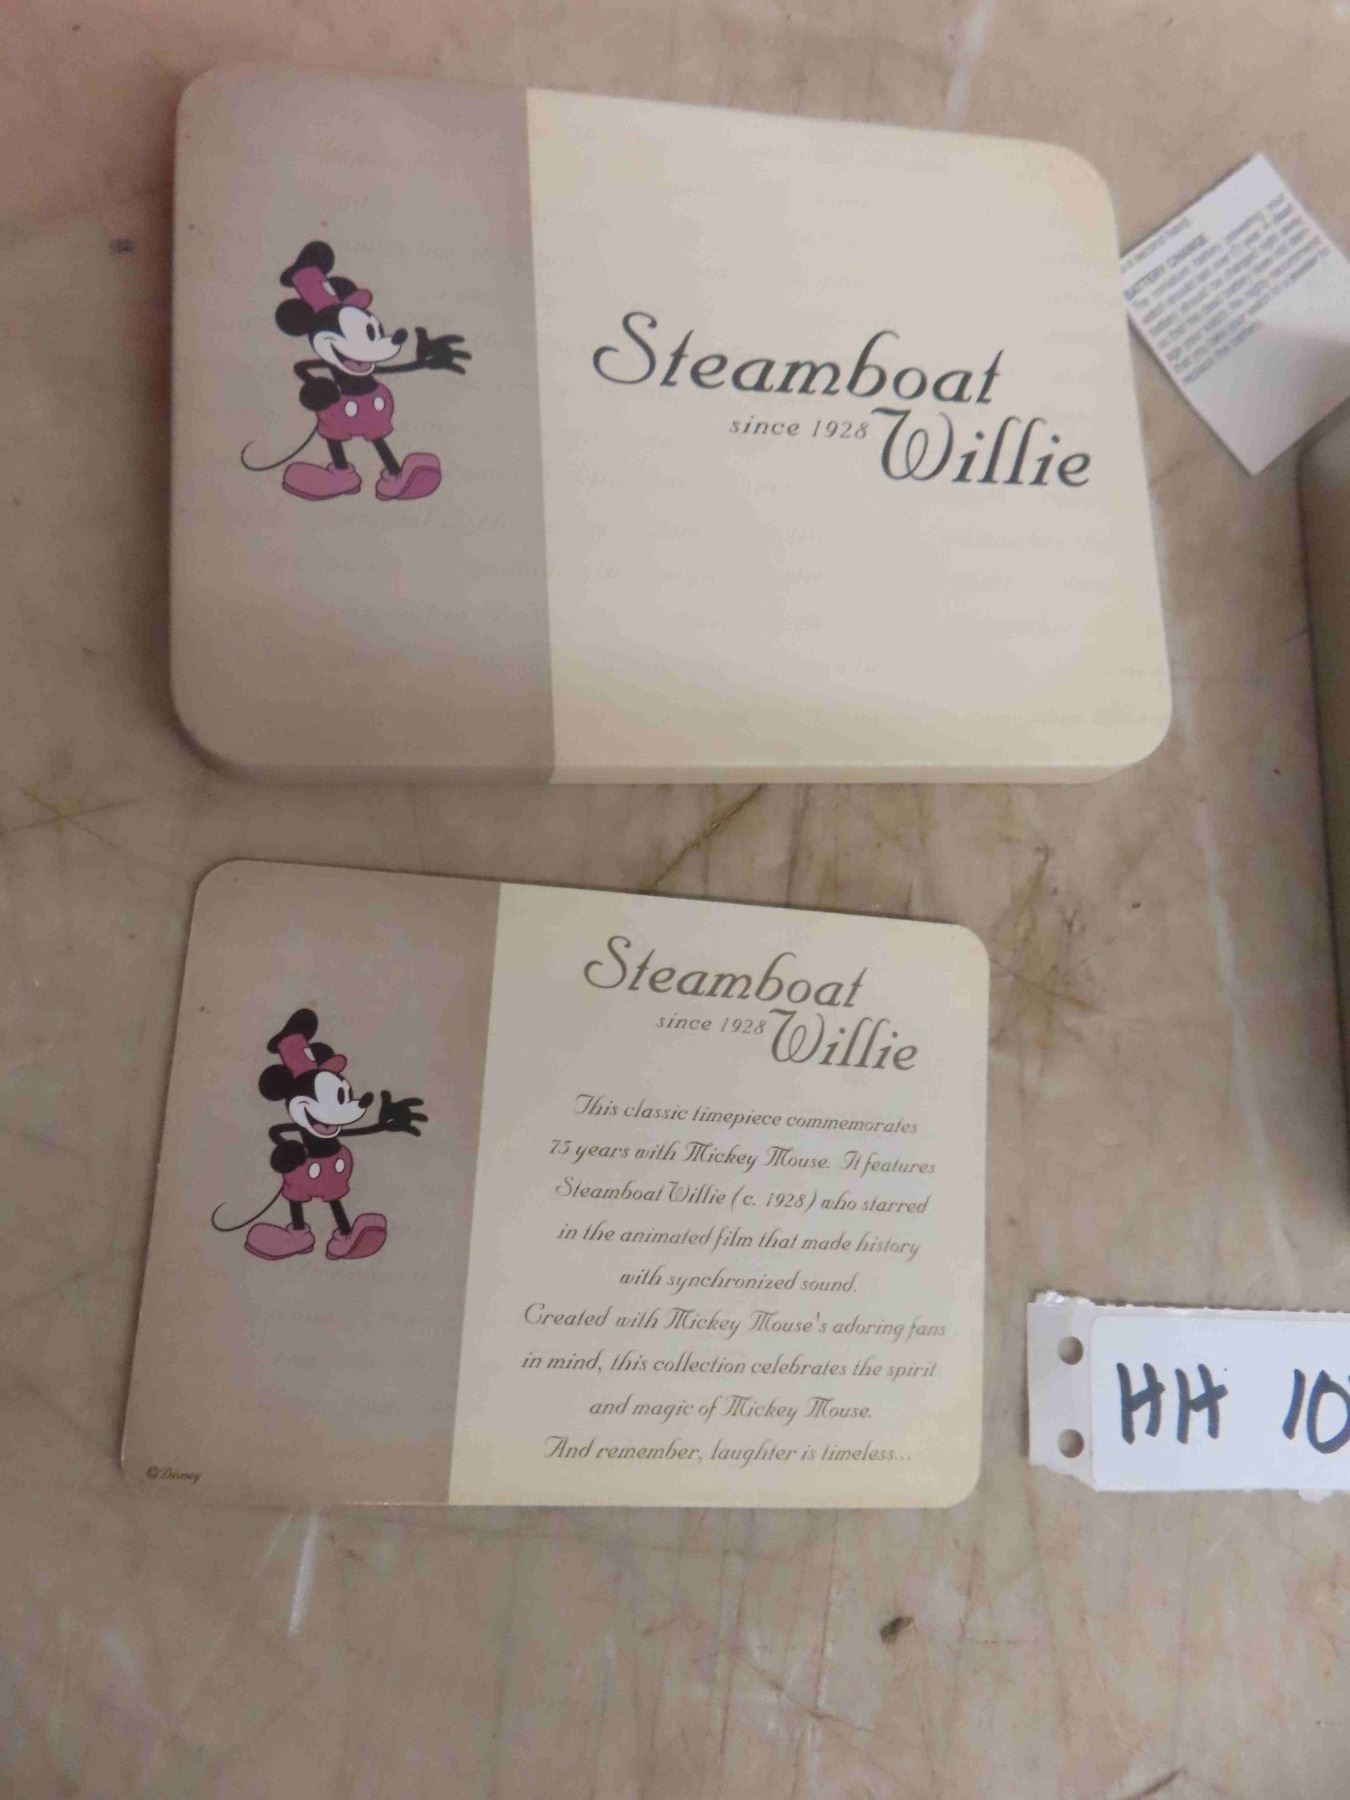 Steamboat
since 1928 Willie
BATTERY CHANGE
Steamboat
since 1928 Willie
This classic timepiece commemorates
75 years with Mickey Mouse. It features
Steamboat Willie (c. 1928) who starred
in the animated film that made history
with synchronized sound.
Created with Mickey Mouse's adoring fans
in mind, this collection celebrates the spirit
and magic of Mickey Mouse.
And remember, laughter is timeless...
©Disney
HH 10